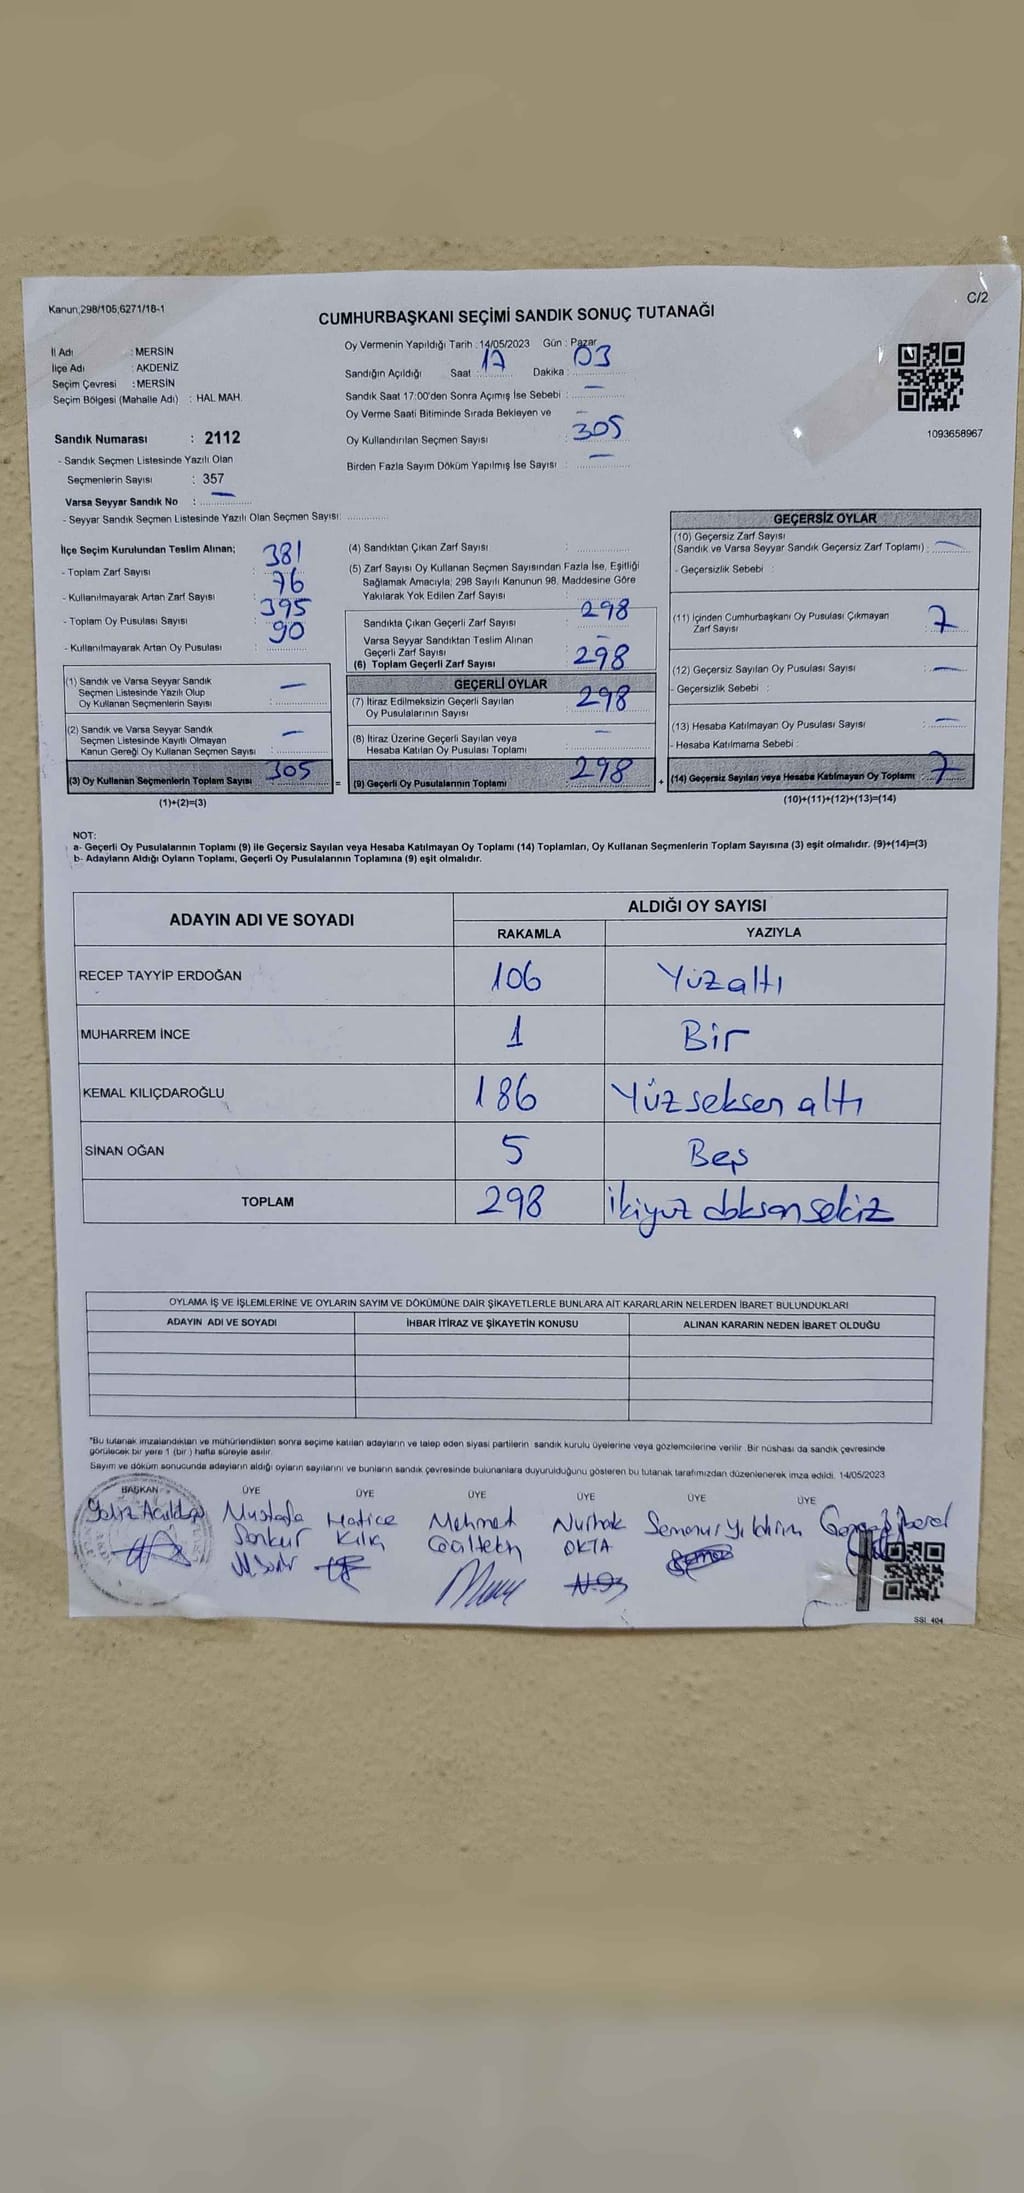 Kanun,298/105,6271/18-1
C/2
CUMHURBAŞKANI SEÇİMİ SANDIK SONUÇ TUTANAĞI
İl Adı : MERSİN
İlçe Adı : AKDENİZ
Seçim Çevresi : MERSİN
Seçim Bölgesi (Mahalle Adı) : HAL MAH.
Sandık Numarası : 2112
- Sandık Seçmen Listesinde Yazılı Olan
Seçmenlerin Sayısı : 357
Varsa Seyyar Sandık No : —
- Seyyar Sandık Seçmen Listesinde Yazılı Olan Seçmen Sayısı:
Oy Vermenin Yapıldığı Tarih : 14/05/2023 Gün : Pazar
Sandığın Açıldığı Saat 17 Dakika : 03
Sandık Saat 17:00'den Sonra Açımış İse Sebebi : —
Oy Verme Saati Bitiminde Sırada Bekleyen ve —
Oy Kullandırılan Seçmen Sayısı : 305
Birden Fazla Sayım Döküm Yapılmış İse Sayısı : —
1093658967
İlçe Seçim Kurulundan Teslim Alınan;
- Toplam Zarf Sayısı : 381
- Kullanılmayarak Artan Zarf Sayısı : 76
- Toplam Oy Pusulası Sayısı : 395
- Kullanılmayarak Artan Oy Pusulası : 90
(1) Sandık ve Varsa Seyyar Sandık
Seçmen Listesinde Yazılı Olup
Oy Kullanan Seçmenlerin Sayısı : —
(2) Sandık ve Varsa Seyyar Sandık
Seçmen Listesinde Kayıtlı Olmayan
Kanun Gereği Oy Kullanan Seçmen Sayısı : —
(3) Oy Kullanan Seçmenlerin Toplam Sayısı 305 =
(1)+(2)=(3)
(4) Sandıktan Çıkan Zarf Sayısı :
(5) Zarf Sayısı Oy Kullanan Seçmen Sayısından Fazla İse, Eşitliği
Sağlamak Amacıyla; 298 Sayılı Kanunun 98. Maddesine Göre
Yakılarak Yok Edilen Zarf Sayısı :
Sandıkta Çıkan Geçerli Zarf Sayısı : 298
Varsa Seyyar Sandıktan Teslim Alınan
Geçerli Zarf Sayısı : —
(6) Toplam Geçerli Zarf Sayısı : 298
GEÇERLİ OYLAR
(7) İtiraz Edilmeksizin Geçerli Sayılan
Oy Pusulalarının Sayısı : 298
(8) İtiraz Üzerine Geçerli Sayılan veya
Hesaba Katılan Oy Pusulası Toplamı : —
(9) Geçerli Oy Pusulalarının Toplamı : 298 +
GEÇERSİZ OYLAR
(10) Geçersiz Zarf Sayısı
(Sandık ve Varsa Seyyar Sandık Geçersiz Zarf Toplamı) : —
- Geçersizlik Sebebi :
(11) İçinden Cumhurbaşkanı Oy Pusulası Çıkmayan
Zarf Sayısı : 7
(12) Geçersiz Sayılan Oy Pusulası Sayısı : —
- Geçersizlik Sebebi :
(13) Hesaba Katılmayan Oy Pusulası Sayısı : —
- Hesaba Katılmama Sebebi :
(14) Geçersiz Sayılan veya Hesaba Katılmayan Oy Toplamı : 7
(10)+(11)+(12)+(13)=(14)
NOT:
a- Geçerli Oy Pusulalarının Toplamı (9) ile Geçersiz Sayılan veya Hesaba Katılmayan Oy Toplamı (14) Toplamları, Oy Kullanan Seçmenlerin Toplam Sayısına (3) eşit olmalıdır. (9)+(14)=(3)
b- Adayların Aldığı Oyların Toplamı, Geçerli Oy Pusulalarının Toplamına (9) eşit olmalıdır.
ADAYIN ADI VE SOYADI
ALDIĞI OY SAYISI
RAKAMLA YAZIYLA
RECEP TAYYİP ERDOĞAN 106 Yüzaltı
MUHARREM İNCE 1 Bir
KEMAL KILIÇDAROĞLU 186 Yüzseksen altı
SİNAN OĞAN 5 Beş
TOPLAM 298 İkiyuz doksansekiz
OYLAMA İŞ VE İŞLEMLERİNE VE OYLARIN SAYIM VE DÖKÜMÜNE DAİR ŞİKAYETLERLE BUNLARA AİT KARARLARIN NELERDEN İBARET BULUNDUKLARI
ADAYIN ADI VE SOYADI İHBAR İTİRAZ VE ŞİKAYETİN KONUSU ALINAN KARARIN NEDEN İBARET OLDUĞU
*Bu tutanak imzalandıktan ve mühürlendikten sonra seçime katılan adayların ve talep eden siyasi partilerin sandık kurulu üyelerine veya gözlemcilerine verilir. Bir nüshası da sandık çevresinde
görülecek bir yere 1 (bir) hafta süreyle asılır.
Sayım ve döküm sonucunda adayların aldığı oyların sayılarını ve bunların sandık çevresinde bulunanlara duyurulduğunu gösteren bu tutanak tarafımızdan düzenlenerek imza edildi. 14/05/2023
BAŞKAN ÜYE ÜYE ÜYE ÜYE ÜYE ÜYE
Mustafa Hatice Mehmet Semanur Yıldırım
OKTA
SSI_404